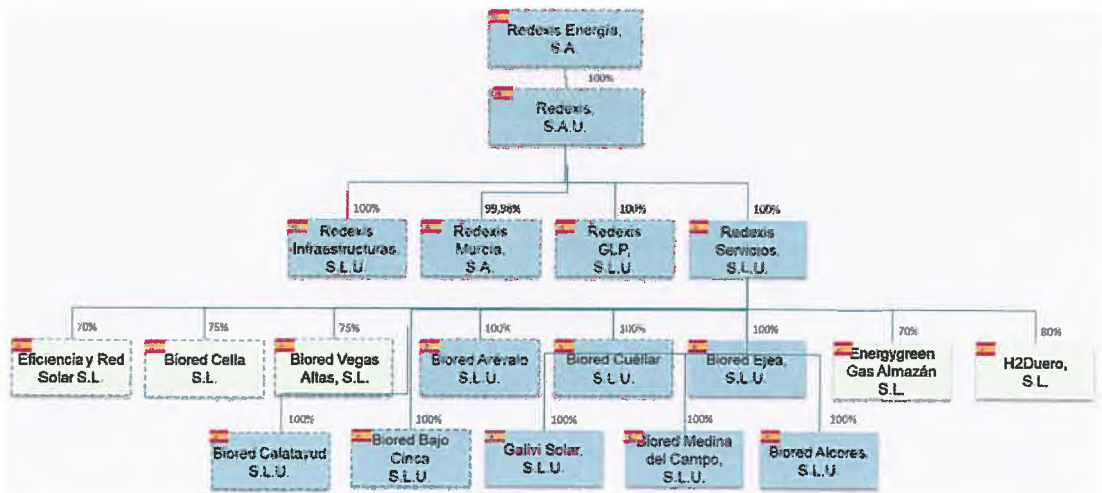 Redexis Energía,
S.A.
100%
Redexis,
S.A.U.
100%
99,98%
100%
100%
Redexis
Infraestructuras
S.L.U.
Redexis
Murcia,
S.A.
Redexis
GLP,
S.L.U
Redexis
Servicios,
S.L.U.
70%
75%
75%
100%
100%
100%
70%
80%
Eficiencia y Red
Solar S.L.
Biored Cella
S.L.
Biored Vegas
Altas, S.L.
Biored Arévalo
S.L.U.
Biored Cuéllar
S.L.U.
Biored Ejea,
S.L.U.
Energygreen
Gas Almazán
S.L.
H2Duero,
S.L.
100%
100%
100%
100%
100%
Biored Calatayud
S.L.U.
Biored Bajo
Cinca
S.L.U.
Galivi Solar,
S.L.U.
Biored Medina
del Campo,
S.L.U.
Biored Alcores,
S.L.U